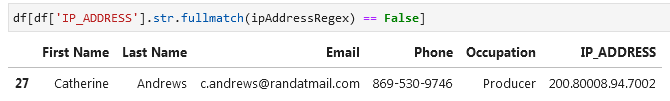 df[df['IP_ADDRESS'].str.fullmatch(ipAddressRegex) == False]
First Name Last Name Email Phone Occupation IP_ADDRESS
27 Catherine Andrews c.andrews@randatmail.com 869-530-9746 Producer 200.80008.94.7002